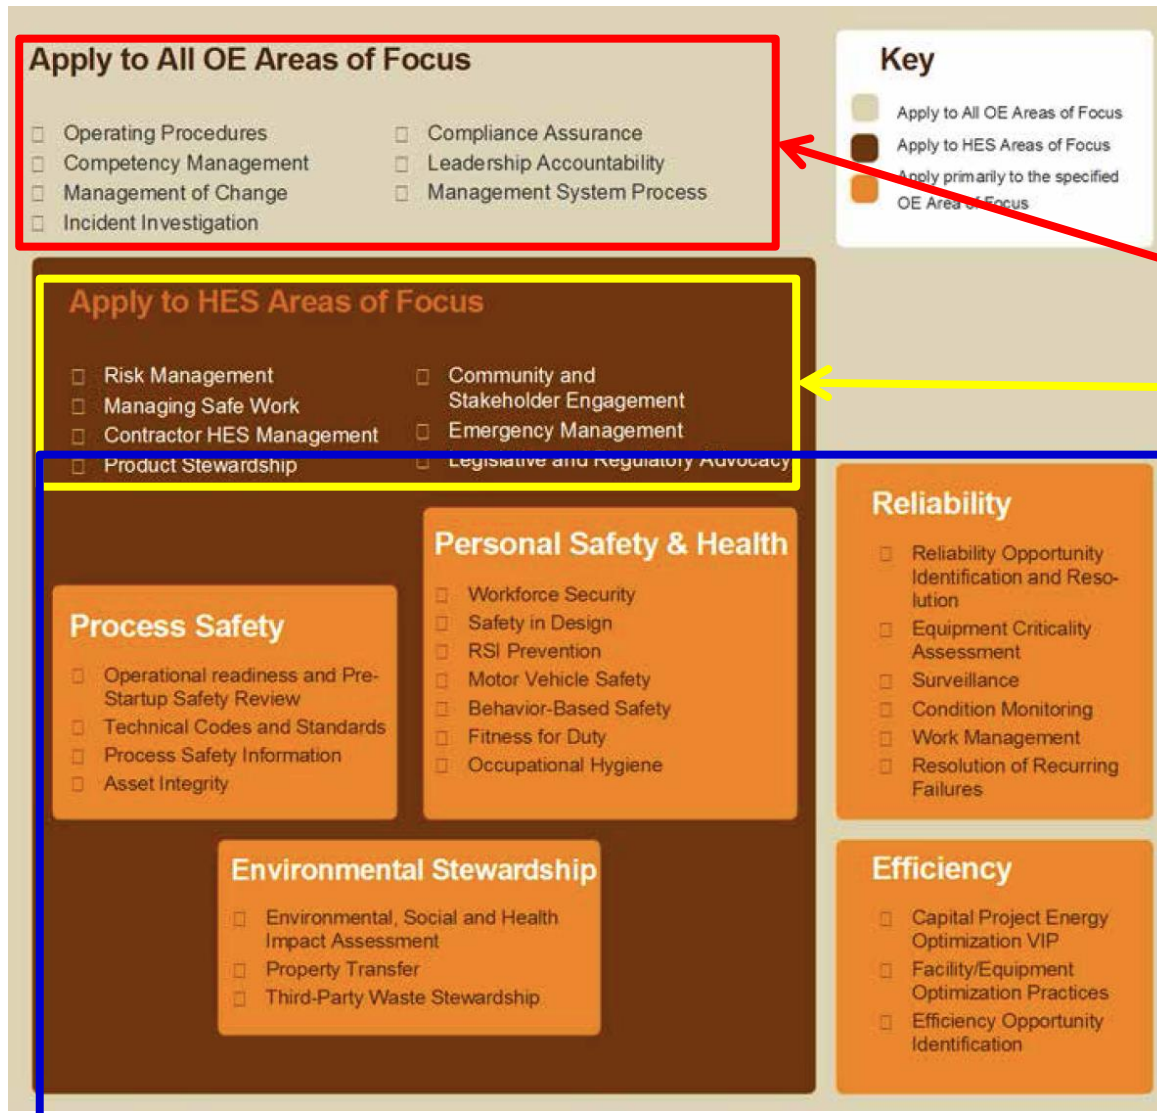 Apply to All OE Areas of Focus
Operating Procedures
Competency Management
Management of Change
Incident Investigation
Compliance Assurance
Leadership Accountability
Management System Process
Key
Apply to All OE Areas of Focus
Apply to HES Areas of Focus
Apply primarily to the specified
OE Area of Focus
Apply to HES Areas of Focus
Risk Management
Managing Safe Work
Contractor HES Management
Product Stewardship
Community and
Stakeholder Engagement
Emergency Management
Legislative and Regulatory Advocacy
Process Safety
Operational readiness and Pre-
Startup Safety Review
Technical Codes and Standards
Process Safety Information
Asset Integrity
Personal Safety & Health
Workforce Security
Safety in Design
RSI Prevention
Motor Vehicle Safety
Behavior-Based Safety
Fitness for Duty
Occupational Hygiene
Environmental Stewardship
Environmental, Social and Health
Impact Assessment
Property Transfer
Third-Party Waste Stewardship
Reliability
Reliability Opportunity
Identification and Reso-
lution
Equipment Criticality
Assessment
Surveillance
Condition Monitoring
Work Management
Resolution of Recurring
Failures
Efficiency
Capital Project Energy
Optimization VIP
Facility/Equipment
Optimization Practices
Efficiency Opportunity
Identification